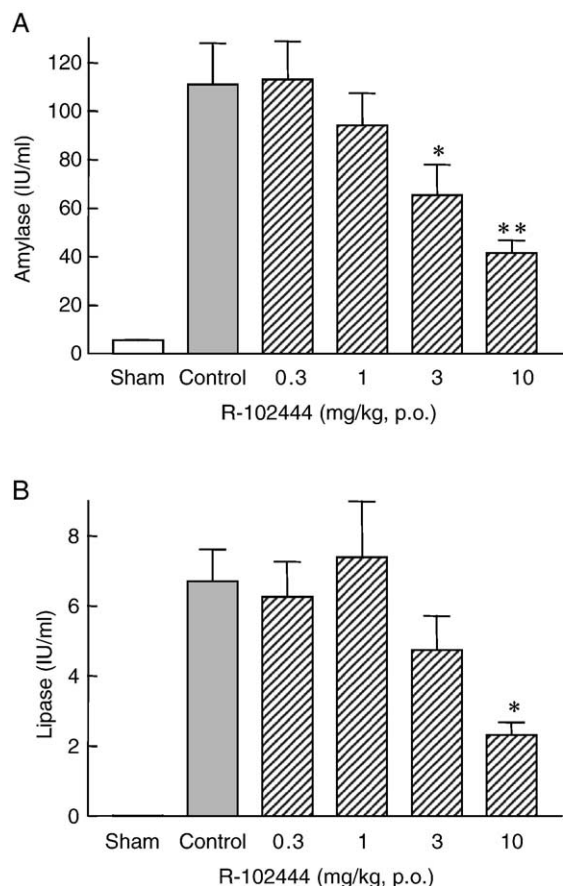 A
Amylase (IU/ml)
120
100
80
60
40
20
0
*
**
Sham Control 0.3 1 3 10
R-102444 (mg/kg, p.o.)
B
Lipase (IU/ml)
8
6
4
2
0
*
Sham Control 0.3 1 3 10
R-102444 (mg/kg, p.o.)